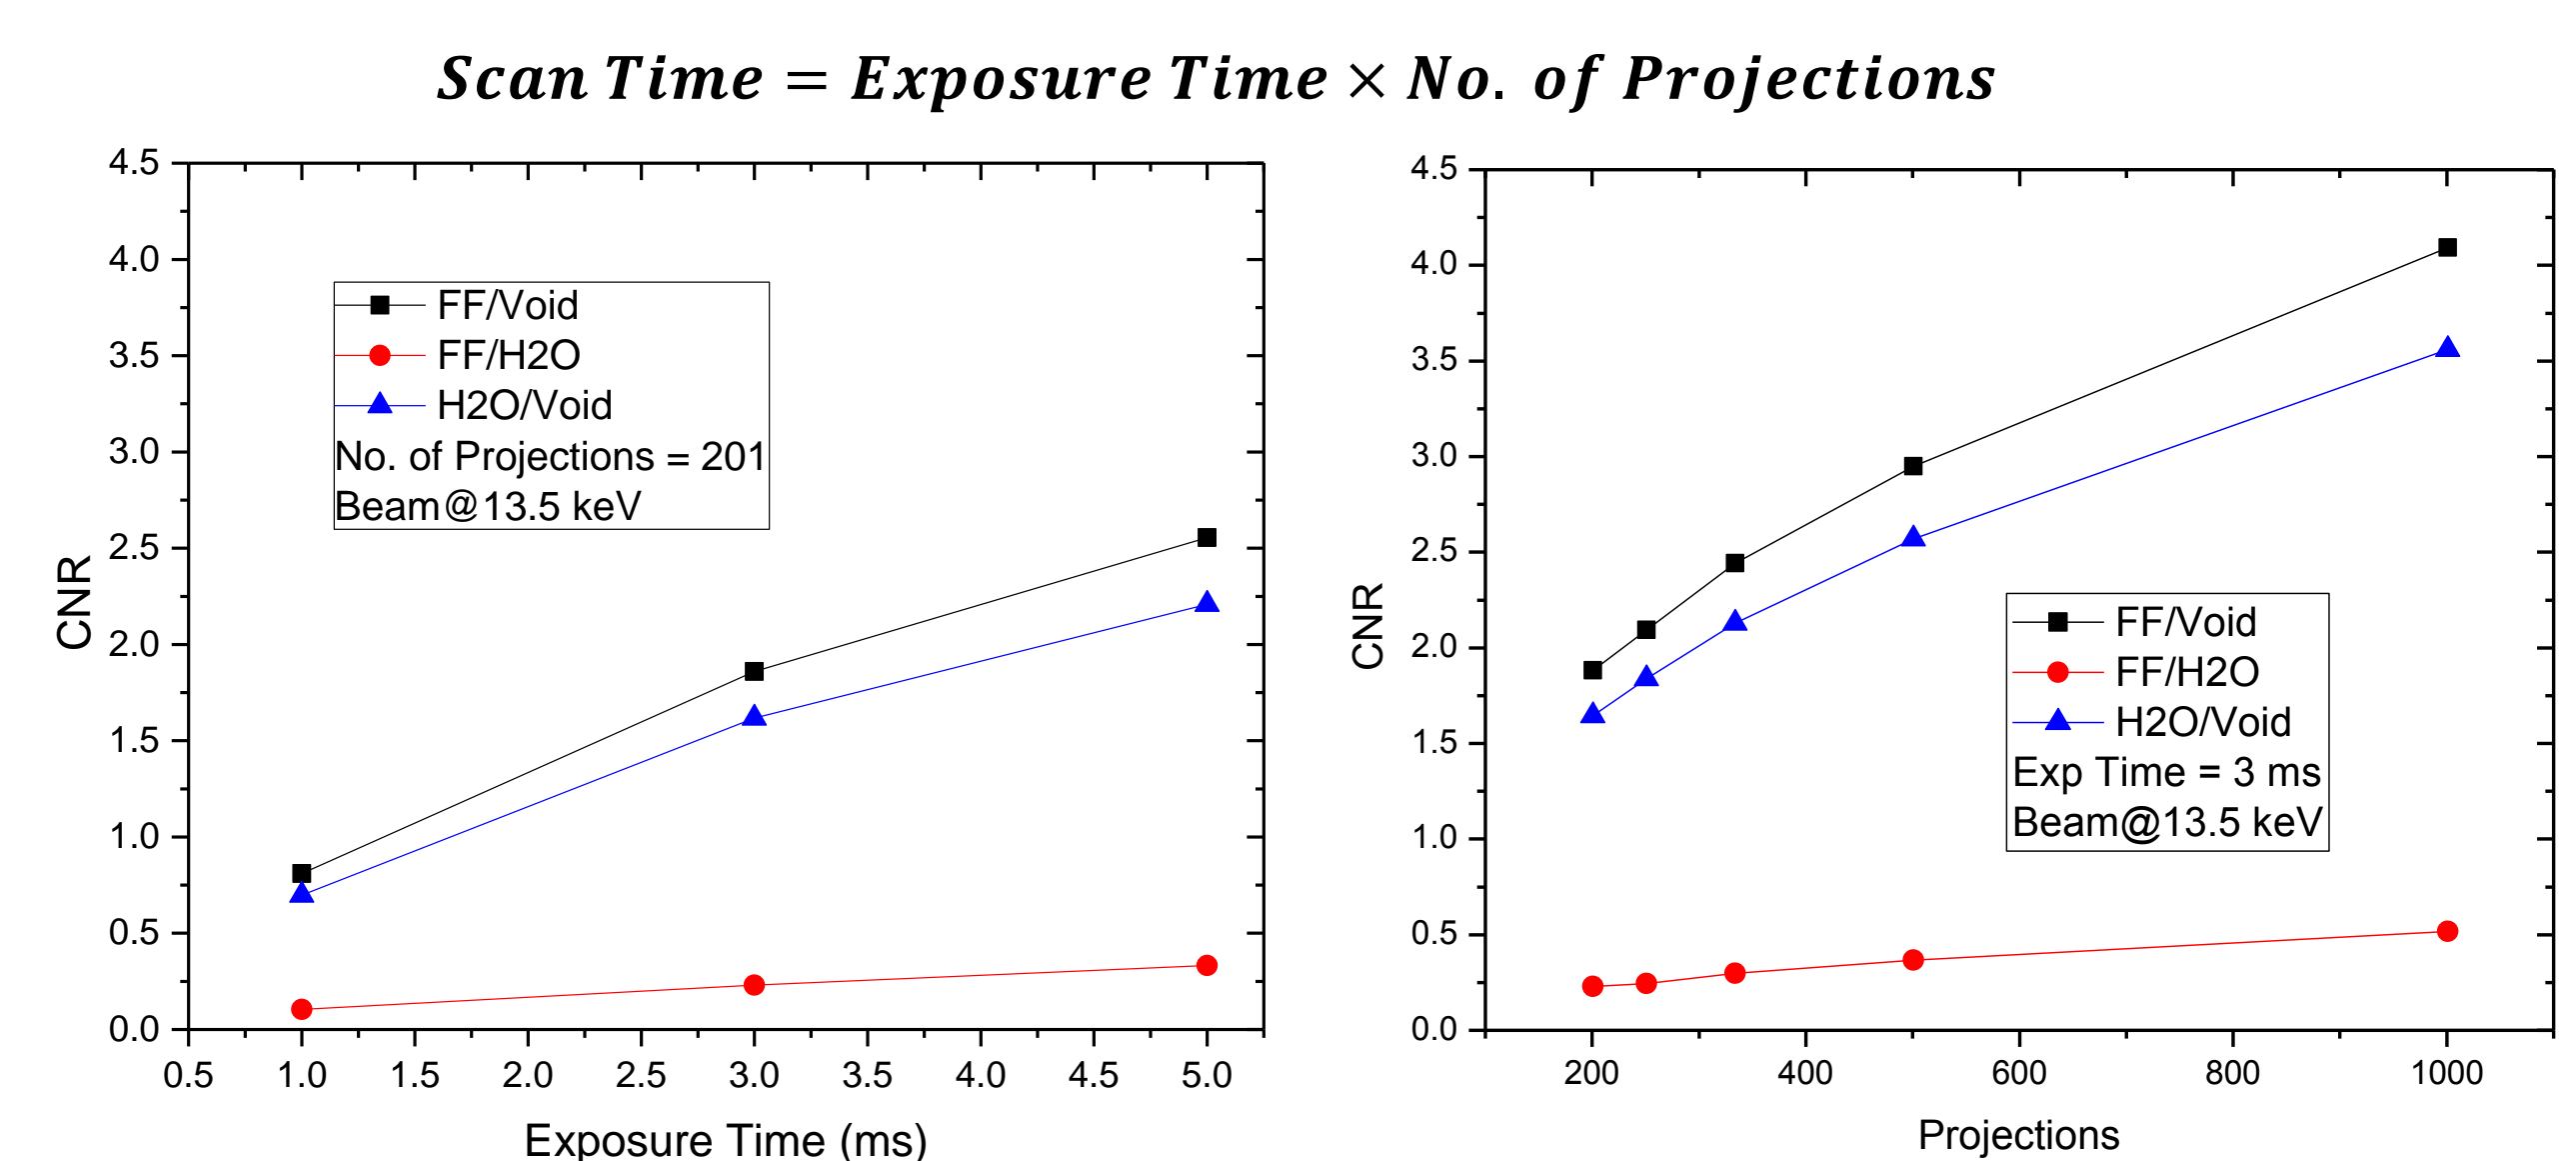 Scan Time = Exposure Time × No. of Projections
4.5
4.0
3.5
3.0
2.5
2.0
1.5
1.0
0.5
0.0
CNR
FF/Void
FF/H2O
H2O/Void
No. of Projections = 201
Beam@13.5 keV
0.5 1.0 1.5 2.0 2.5 3.0 3.5 4.0 4.5 5.0
Exposure Time (ms)
4.5
4.0
3.5
3.0
2.5
2.0
1.5
1.0
0.5
0.0
CNR
FF/Void
FF/H2O
H2O/Void
Exp Time = 3 ms
Beam@13.5 keV
200 400 600 800 1000
Projections